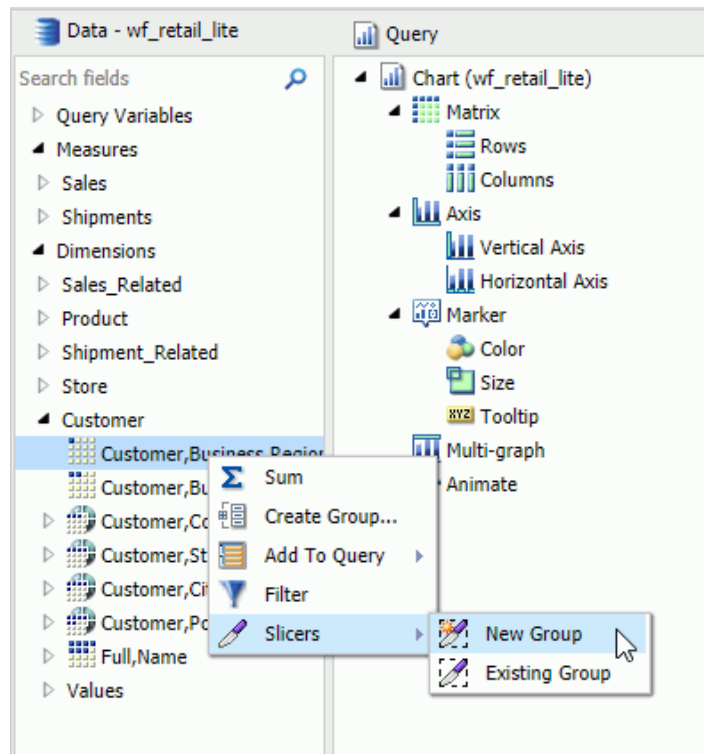 Data - wf_retail_lite
Search fields
Query Variables
Measures
Sales
Shipments
Dimensions
Sales_Related
Product
Shipment_Related
Store
Customer
Customer,Business Region
Customer,Bu
Customer,Co
Customer,St
Customer,Cit
Customer,Po
Full,Name
Values
Query
Chart (wf_retail_lite)
Matrix
Rows
Columns
Axis
Vertical Axis
Horizontal Axis
Marker
Color
Size
XYZ Tooltip
Multi-graph
Animate
Sum
Create Group...
Add To Query
Filter
Slicers
New Group
Existing Group